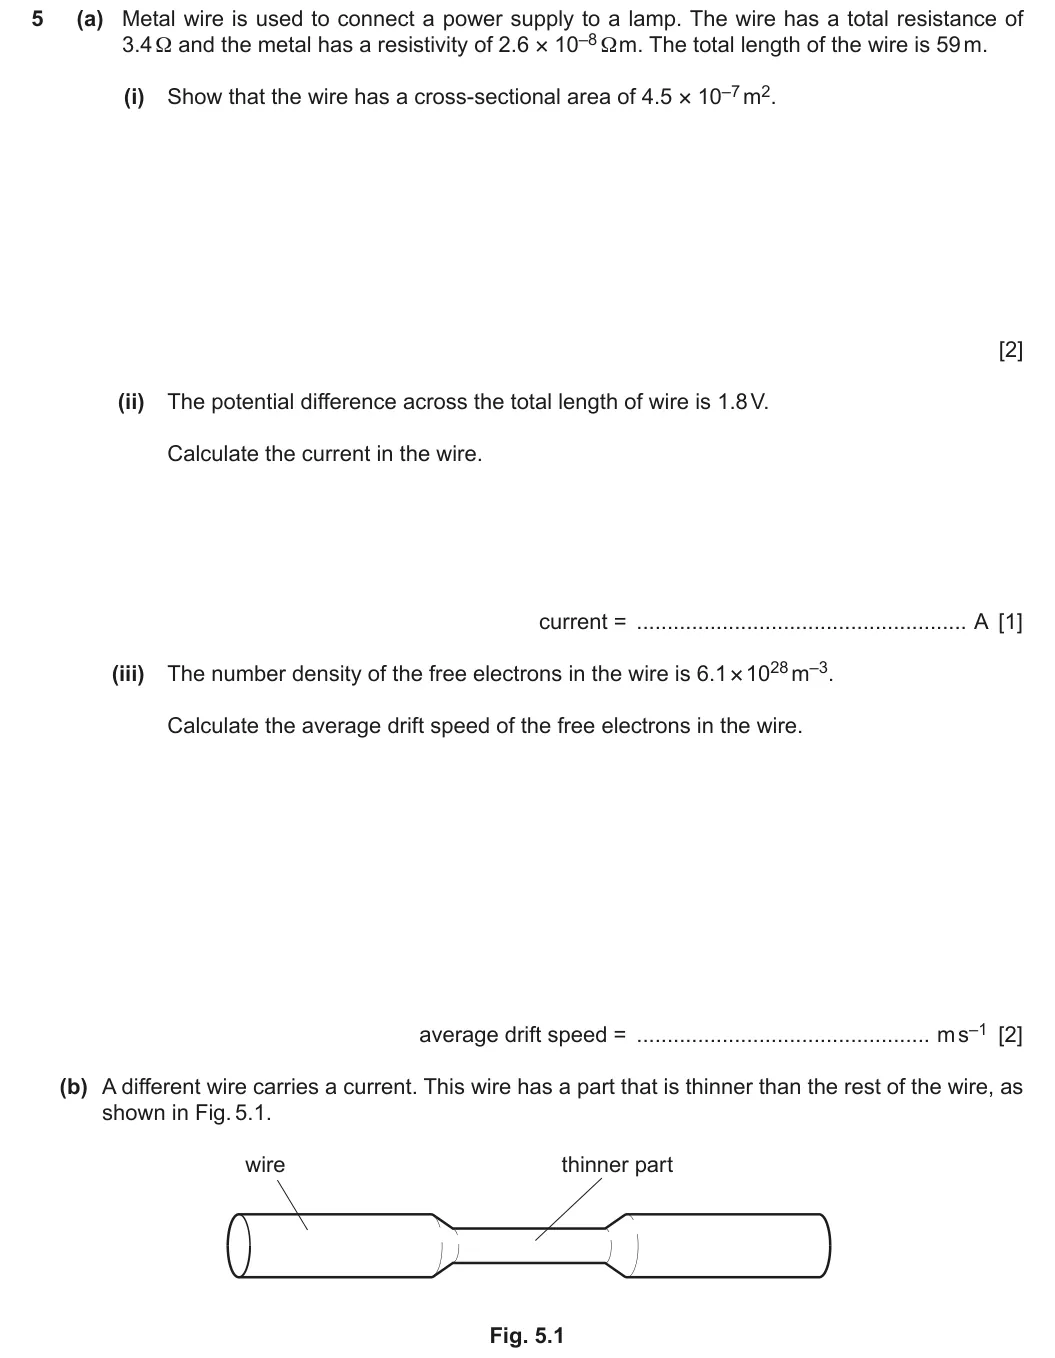 5 (a) Metal wire is used to connect a power supply to a lamp. The wire has a total resistance of
3.4 Ω and the metal has a resistivity of 2.6 × 10⁻⁸ Ωm. The total length of the wire is 59 m.
(i) Show that the wire has a cross-sectional area of 4.5 × 10⁻⁷ m².
[2]
(ii) The potential difference across the total length of wire is 1.8 V.
Calculate the current in the wire.
current = ...................................................... A [1]
(iii) The number density of the free electrons in the wire is 6.1 × 10²⁸ m⁻³.
Calculate the average drift speed of the free electrons in the wire.
average drift speed = ................................................ m s⁻¹ [2]
(b) A different wire carries a current. This wire has a part that is thinner than the rest of the wire, as
shown in Fig. 5.1.
wire thinner part
Fig. 5.1